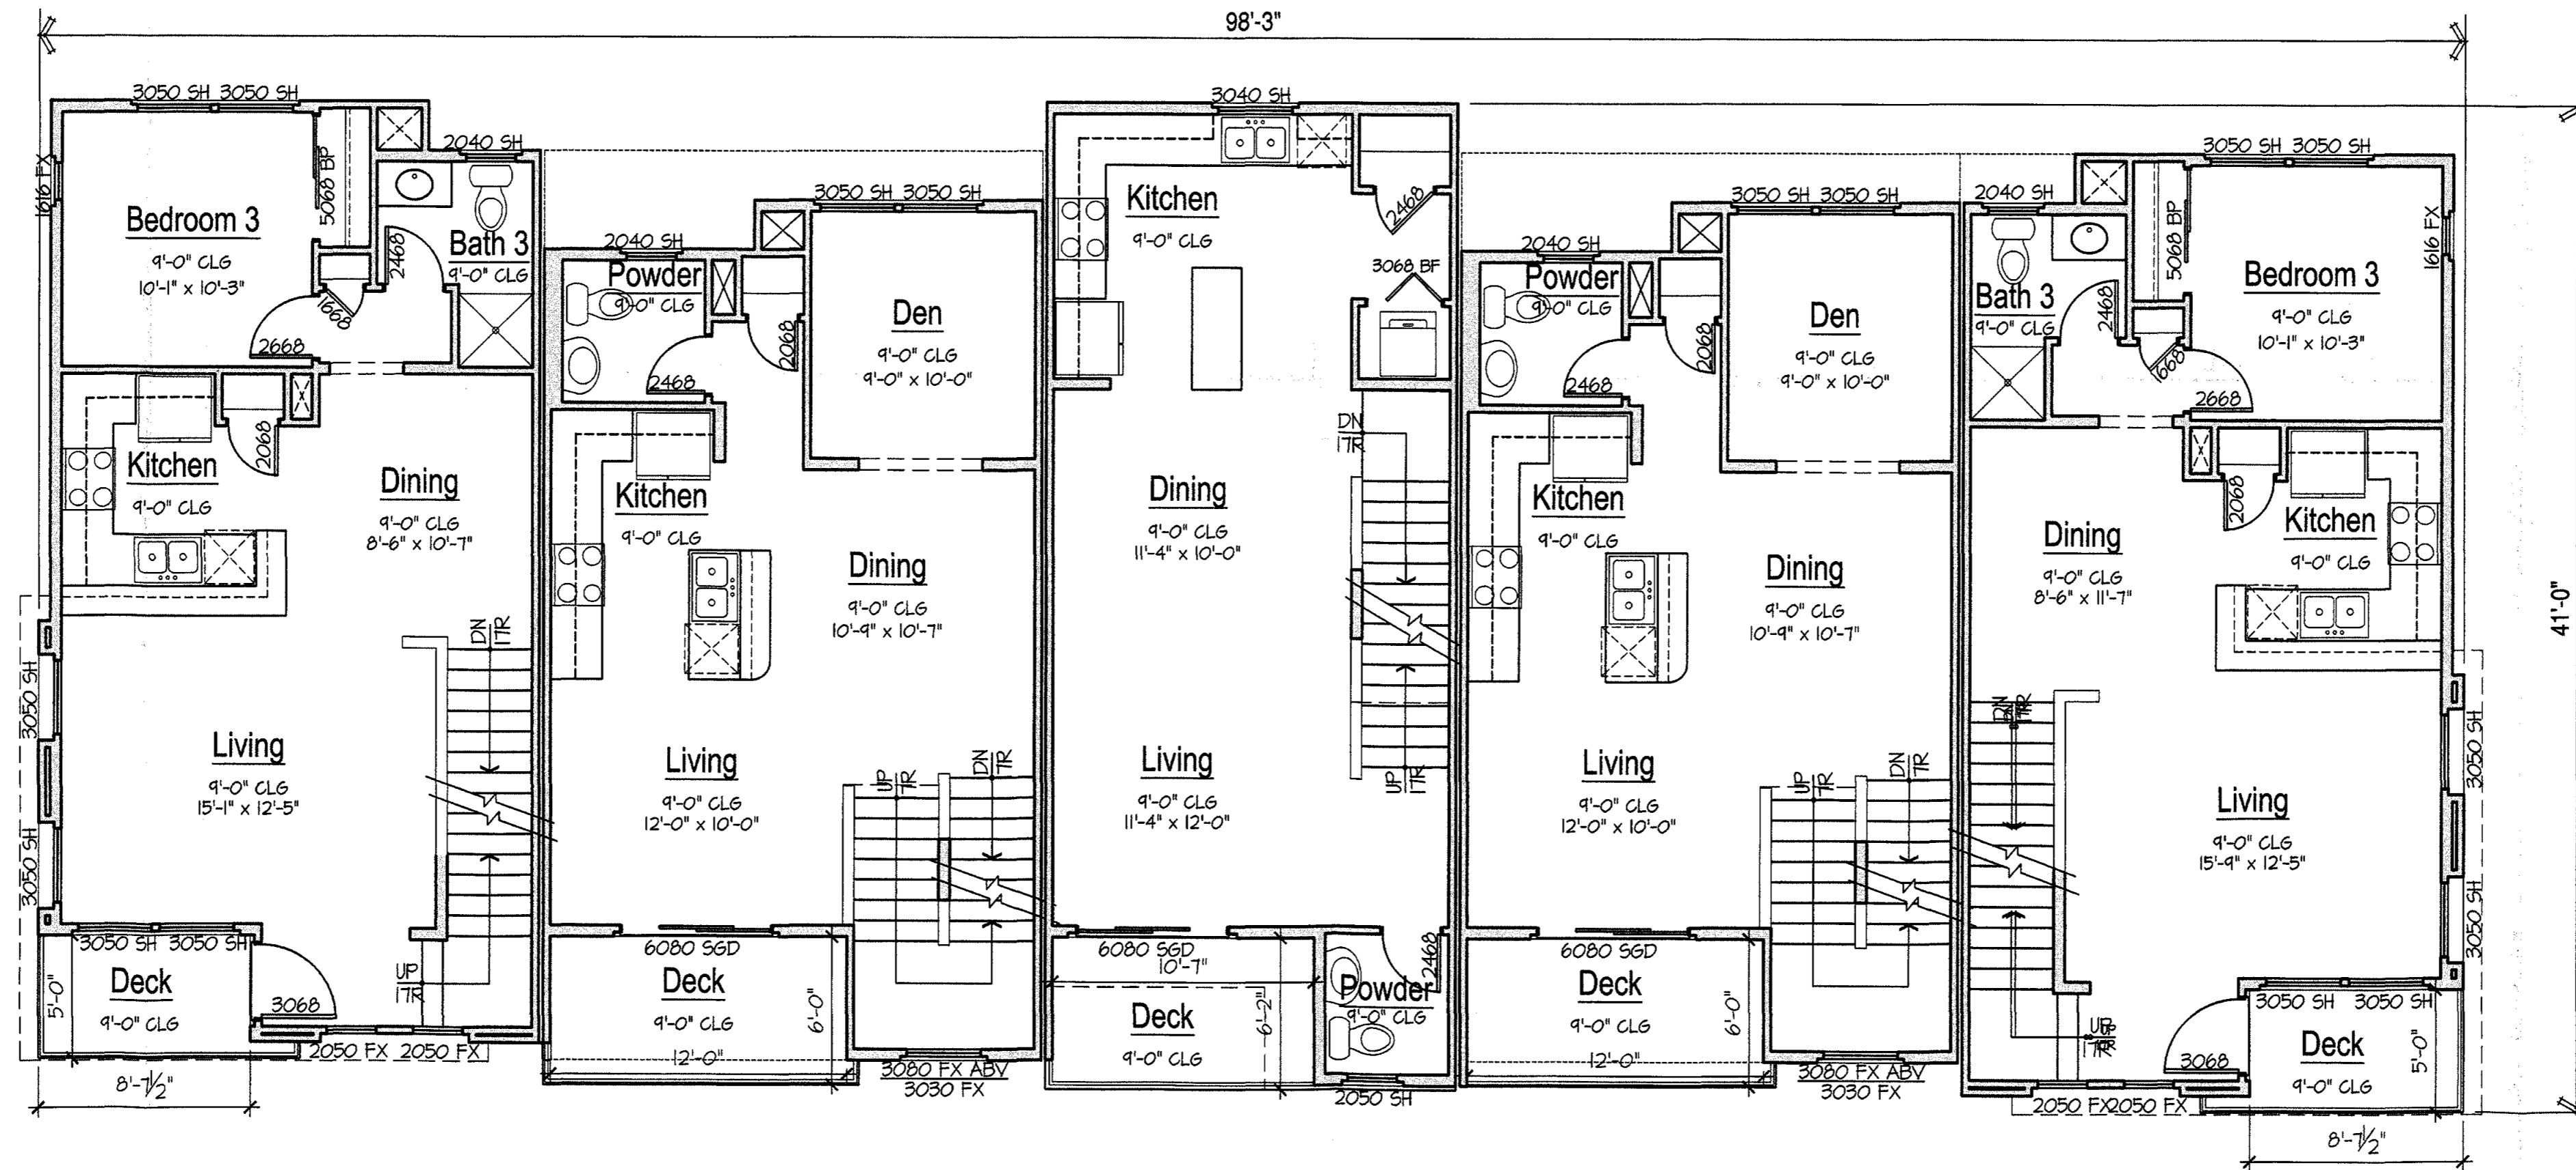 98'-3"
3050 SH 3050 SH
2040 SH
1616 FX
5068 BP
Bedroom 3
9'-0" CLG
10'-1" x 10'-3"
2468
Bath 3
9'-0" CLG
1668
2668
2068
Kitchen
9'-0" CLG
Dining
9'-0" CLG
8'-6" x 10'-7"
DN
17R
3050 SH
Living
9'-0" CLG
15'-1" x 12'-5"
3050 SH
3050 SH 3050 SH
Deck
9'-0" CLG
5'-0"
UP
17R
3068
2050 FX 2050 FX
8'-7 1/2"
3050 SH 3050 SH
2040 SH
Powder
9'-0" CLG
2468
2068
Den
9'-0" CLG
9'-0" x 10'-0"
Kitchen
9'-0" CLG
Dining
9'-0" CLG
10'-9" x 10'-7"
Living
9'-0" CLG
12'-0" x 10'-0"
UP
7R
DN
7R
6080 SGD
Deck
9'-0" CLG
12'-0"
6'-0"
3080 FX ABV
3030 FX
3040 SH
Kitchen
9'-0" CLG
2468
3068 BF
DN
17R
Dining
9'-0" CLG
11'-4" x 10'-0"
Living
9'-0" CLG
11'-4" x 12'-0"
UP
17R
6080 SGD
10'-7"
Deck
9'-0" CLG
6'-2"
2468
Powder
9'-0" CLG
2050 SH
3050 SH 3050 SH
2040 SH
Powder
9'-0" CLG
2468
2068
Den
9'-0" CLG
9'-0" x 10'-0"
Kitchen
9'-0" CLG
Dining
9'-0" CLG
10'-9" x 10'-7"
Living
9'-0" CLG
12'-0" x 10'-0"
UP
7R
DN
7R
6080 SGD
Deck
9'-0" CLG
12'-0"
6'-0"
3080 FX ABV
3030 FX
3050 SH 3050 SH
2040 SH
5068 BP
1616 FX
Bath 3
9'-0" CLG
2468
Bedroom 3
9'-0" CLG
10'-1" x 10'-3"
1668
2668
2068
Dining
9'-0" CLG
8'-6" x 11'-7"
Kitchen
9'-0" CLG
DN
17R
3050 SH
Living
9'-0" CLG
15'-9" x 12'-5"
3050 SH
3050 SH 3050 SH
UP
17R
3068
Deck
9'-0" CLG
5'-0"
2050 FX 2050 FX
8'-7 1/2"
41'-0"